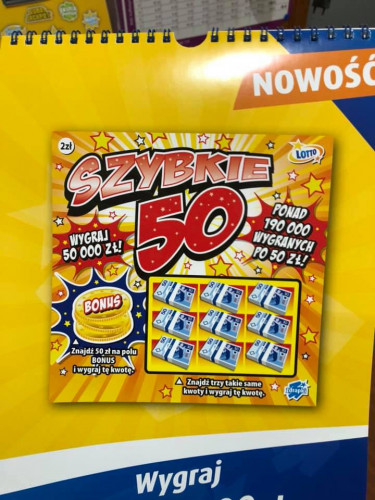 NOWOŚĆ
2zł
LOTTO
SZYBKIE
50
WYGRAJ
50 000 ZŁ!
PONAD
190 000
WYGRANYCH
PO 50 ZŁ!
BONUS
Znajdź 50 zł na polu
BONUS
i wygraj tę kwotę.
Znajdź trzy takie same
kwoty i wygraj tę kwotę.
zdrapki
Wygraj